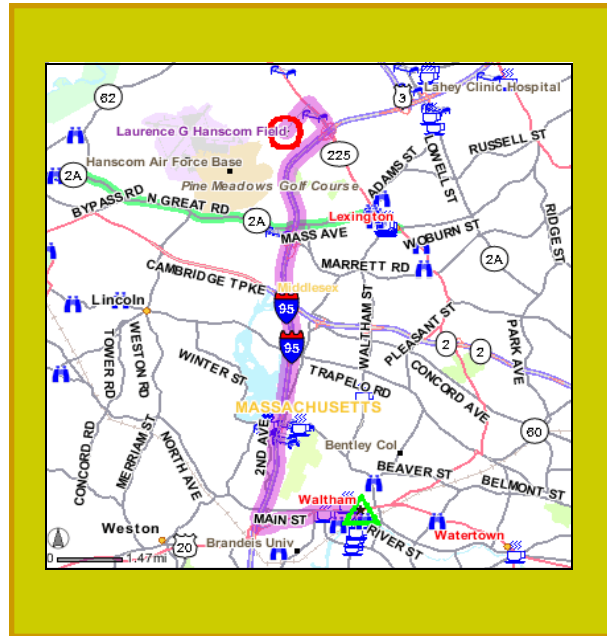 62
3
Lahey Clinic Hospital
Laurence G Hanscom Field
225
RUSSELL ST
LOWELL ST
ADAMS ST
Hanscom Air Force Base
2A
Pine Meadows Golf Course
BYPASS RD
N GREAT RD
2A
Lexington
MASS AVE
WOBURN ST
RIDGE ST
MARRETT RD
2A
CAMBRIDGE TPKE
Middlesex
Lincoln
95
WALTHAM ST
PLEASANT ST
PARK AVE
2
2
95
TOWER RD
WESTON RD
WINTER ST
TRAPELO RD
CONCORD AVE
MASSACHUSETTS
60
CONCORD RD
MERRIAM ST
NORTH AVE
2ND AVE
Bentley Col
BEAVER ST
BELMONT ST
Waltham
MAIN ST
Weston
20
Brandeis Univ
RIVER ST
Watertown
0
1.47mi